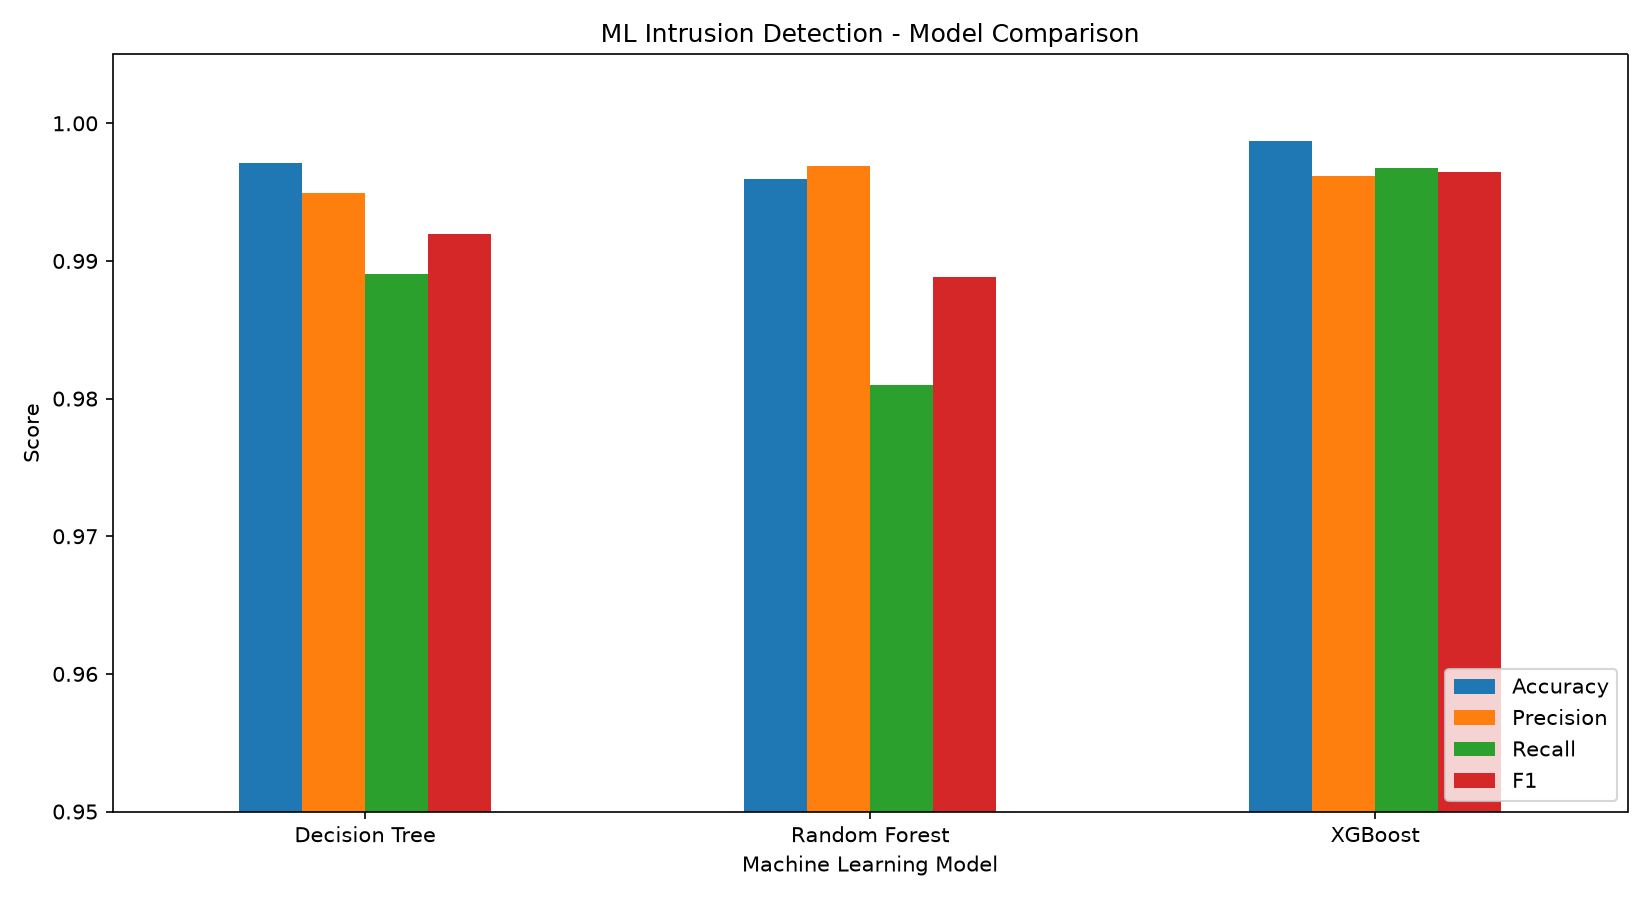 ML Intrusion Detection - Model Comparison
1.00
0.99
0.98
0.97
0.96
0.95
Score
Decision Tree
Random Forest
XGBoost
Machine Learning Model
Accuracy
Precision
Recall
F1